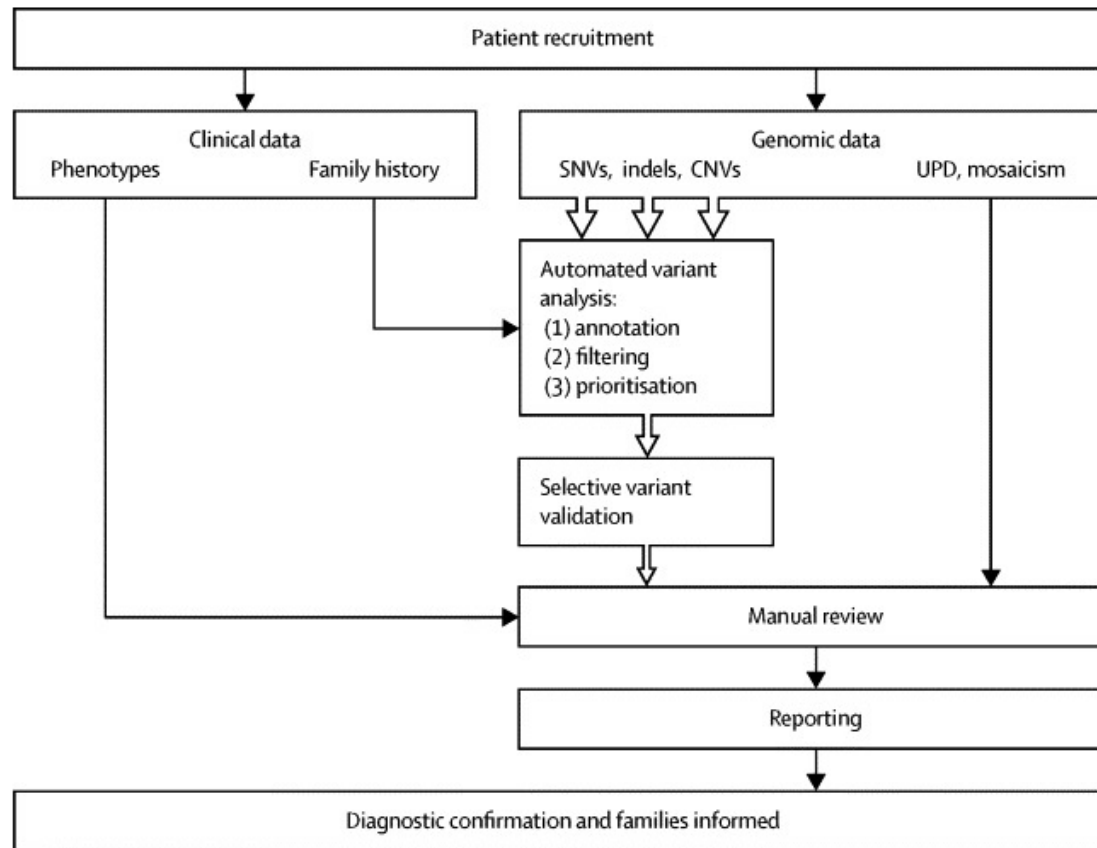 Patient recruitment
Clinical data
Phenotypes Family history
Genomic data
SNVs, indels, CNVs UPD, mosaicism
Automated variant
analysis:
(1) annotation
(2) filtering
(3) prioritisation
Selective variant
validation
Manual review
Reporting
Diagnostic confirmation and families informed